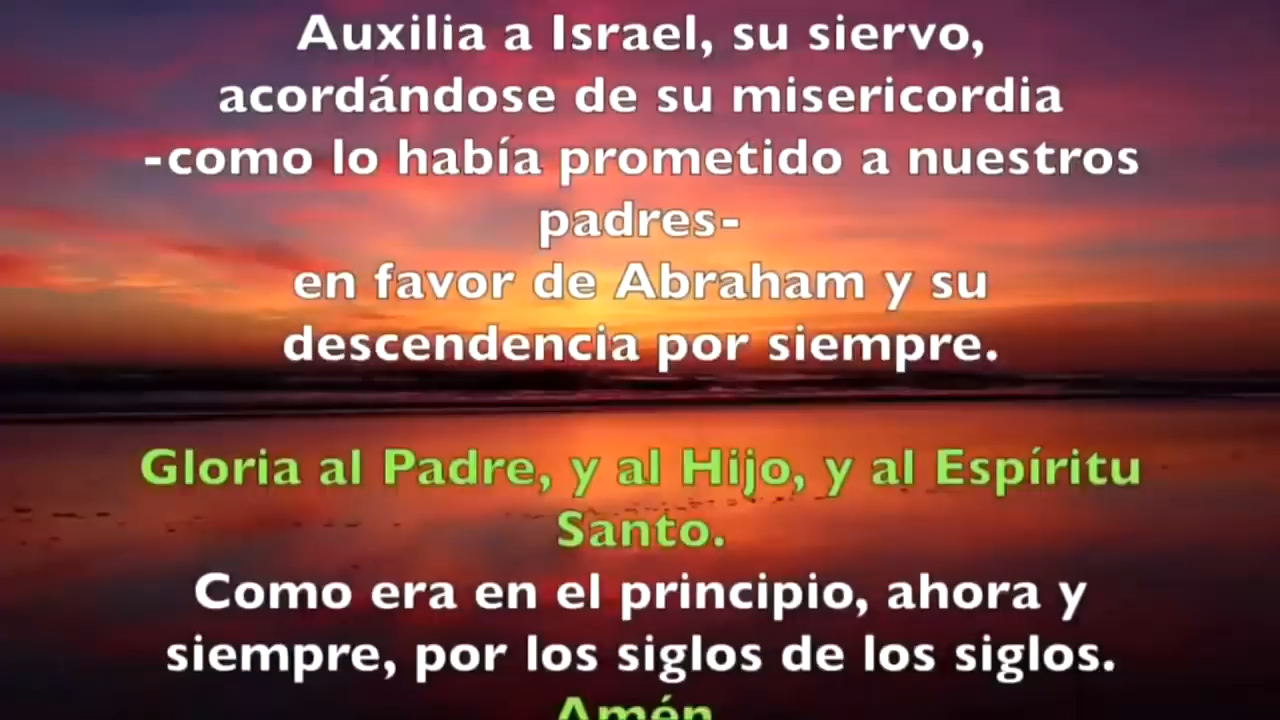 Auxilia a Israel, su siervo,
acordándose de su misericordia
-como lo había prometido a nuestros
padres-
en favor de Abraham y su
descendencia por siempre.
Gloria al Padre, y al Hijo, y al Espíritu
Santo.
Como era en el principio, ahora y
siempre, por los siglos de los siglos.
Amén